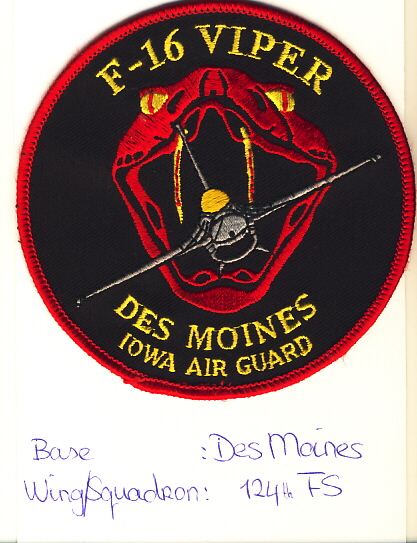 F-16 VIPER
DES MOINES
IOWA AIR GUARD
Base : Des Moines
Wing/Squadron: 124th FS